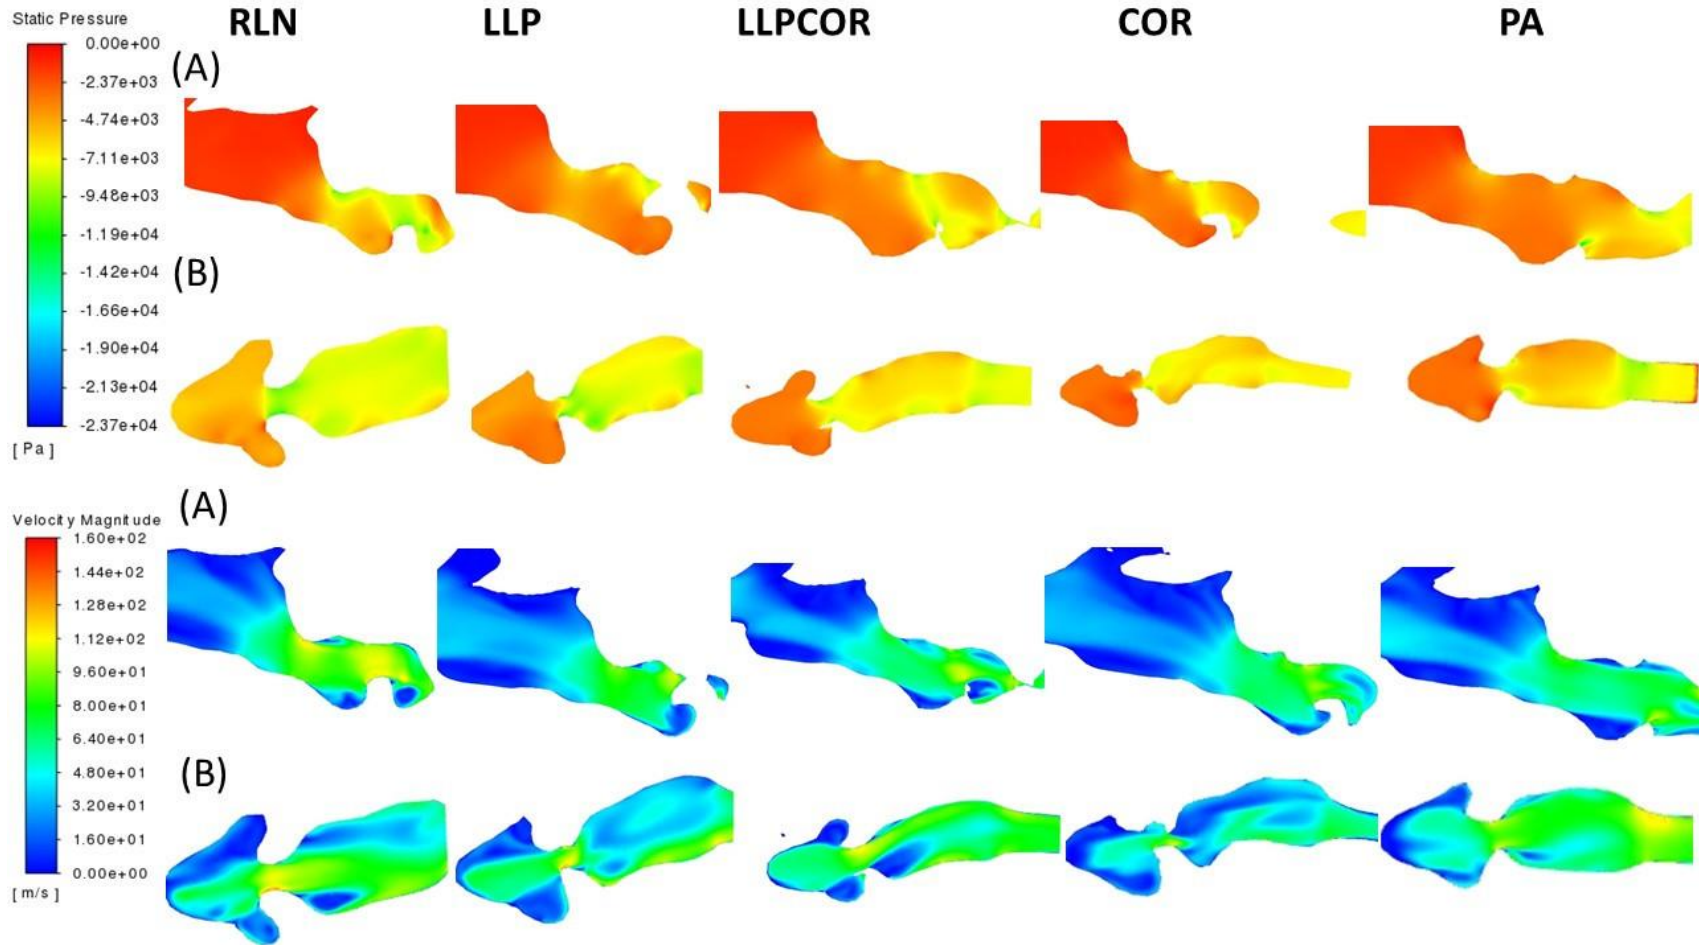 RLN LLP LLPCOR COR PA
Static Pressure
0.00e+00
-2.37e+03
-4.74e+03
-7.11e+03
-9.48e+03
-1.19e+04
-1.42e+04
-1.66e+04
-1.90e+04
-2.13e+04
-2.37e+04
[ Pa ]
(A)
(B)
Velocity Magnitude
1.60e+02
1.44e+02
1.28e+02
1.12e+02
9.60e+01
8.00e+01
6.40e+01
4.80e+01
3.20e+01
1.60e+01
0.00e+00
[ m/s ]
(A)
(B)